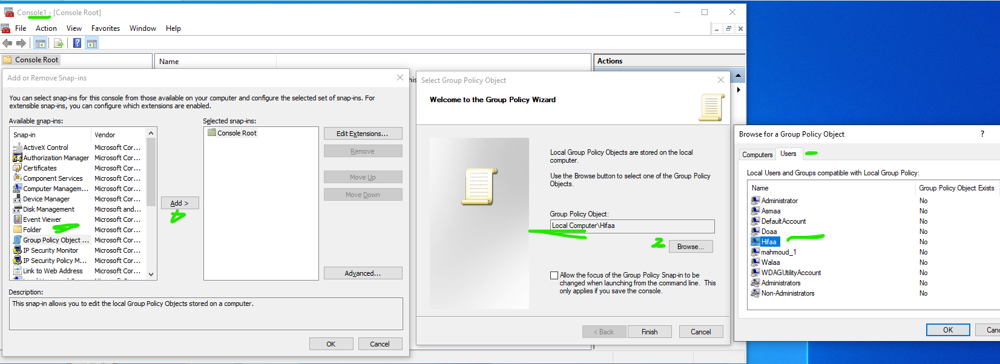 Console1 - [Console Root]
File Action View Favorites Window Help
Console Root
Name
Actions
Add or Remove Snap-ins
You can select snap-ins for this console from those available on your computer and configure the selected set of snap-ins. For
extensible snap-ins, you can configure which extensions are enabled.
Available snap-ins:
Snap-in Vendor
ActiveX Control Microsoft Cor...
Authorization Manager Microsoft Cor...
Certificates Microsoft Cor...
Component Services Microsoft Cor...
Computer Managem... Microsoft Cor...
Device Manager Microsoft Cor...
Disk Management Microsoft and...
Event Viewer Microsoft Cor...
Folder Microsoft Cor...
Group Policy Object ... Microsoft Cor...
IP Security Monitor Microsoft Cor...
IP Security Policy M... Microsoft Cor...
Link to Web Address Microsoft Cor...
Add >
Selected snap-ins:
Console Root
Edit Extensions...
Remove
Move Up
Move Down
Advanced...
Description:
This snap-in allows you to edit the local Group Policy Objects stored on a computer.
OK Cancel
Select Group Policy Object
Welcome to the Group Policy Wizard
Local Group Policy Objects are stored on the local
computer.
Use the Browse button to select one of the Group Policy
Objects.
Group Policy Object:
Local Computer\Hifaa
2
Browse...
Allow the focus of the Group Policy Snap-in to be
changed when launching from the command line. This
only applies if you save the console.
< Back Finish Cancel
Browse for a Group Policy Object ?
Computers Users
Local Users and Groups compatible with Local Group Policy:
Name Group Policy Object Exists
Administrator No
Asmaa No
DefaultAccount No
Doaa No
Hifaa No
mahmoud_1 No
Walaa No
WDAGUtilityAccount No
Administrators No
Non-Administrators No
OK Canc